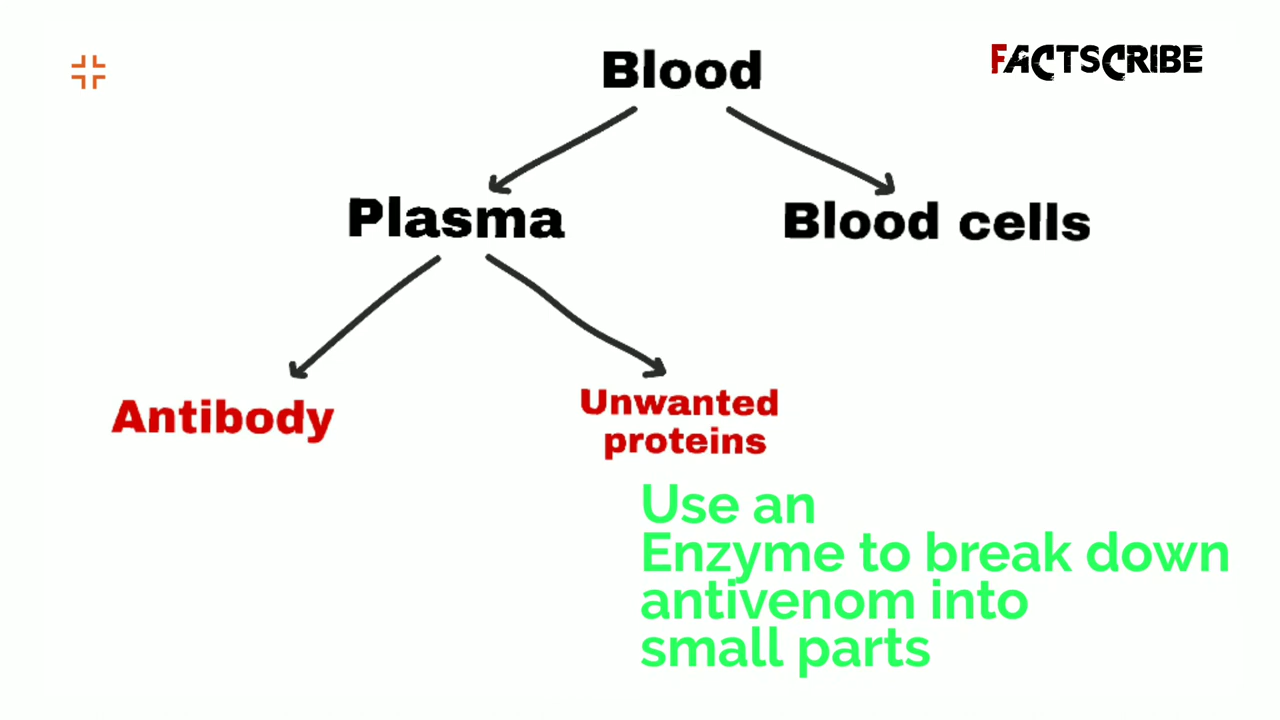 Blood
FACTSCRIBE
Plasma
Blood cells
Antibody
Unwanted
proteins
Use an
Enzyme to break down
antivenom into
small parts